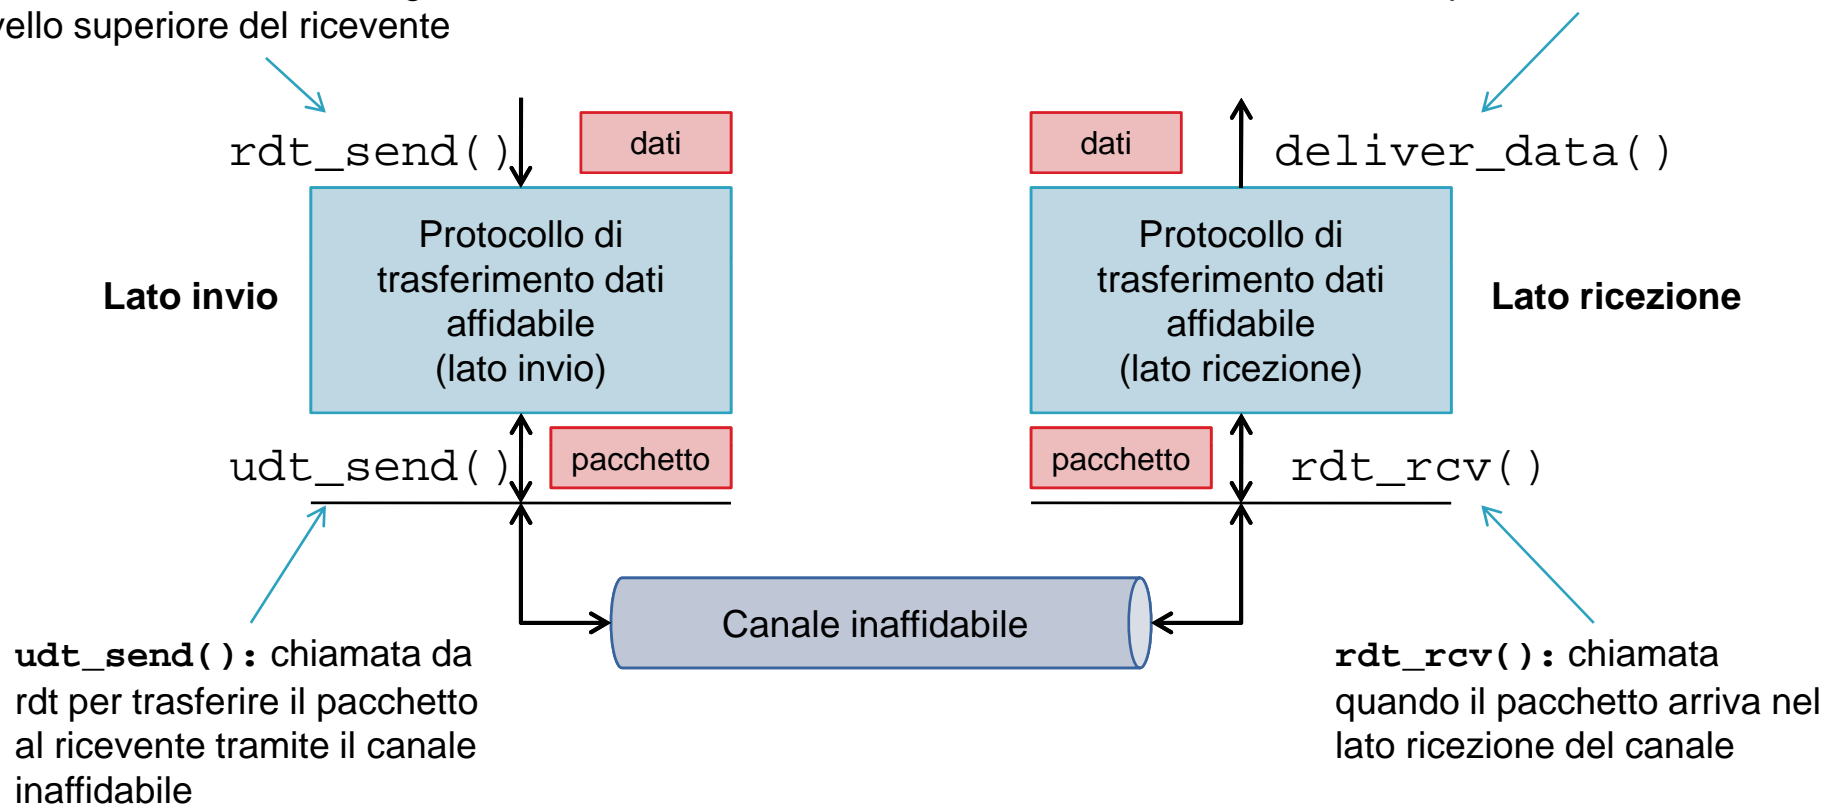 vello superiore del ricevente
rdt_send()
dati
dati
deliver_data()
Protocollo di
trasferimento dati
affidabile
(lato invio)
Protocollo di
trasferimento dati
affidabile
(lato ricezione)
Lato invio
Lato ricezione
udt_send()
pacchetto
pacchetto
rdt_rcv()
Canale inaffidabile
udt_send(): chiamata da
rdt per trasferire il pacchetto
al ricevente tramite il canale
inaffidabile
rdt_rcv(): chiamata
quando il pacchetto arriva nel
lato ricezione del canale